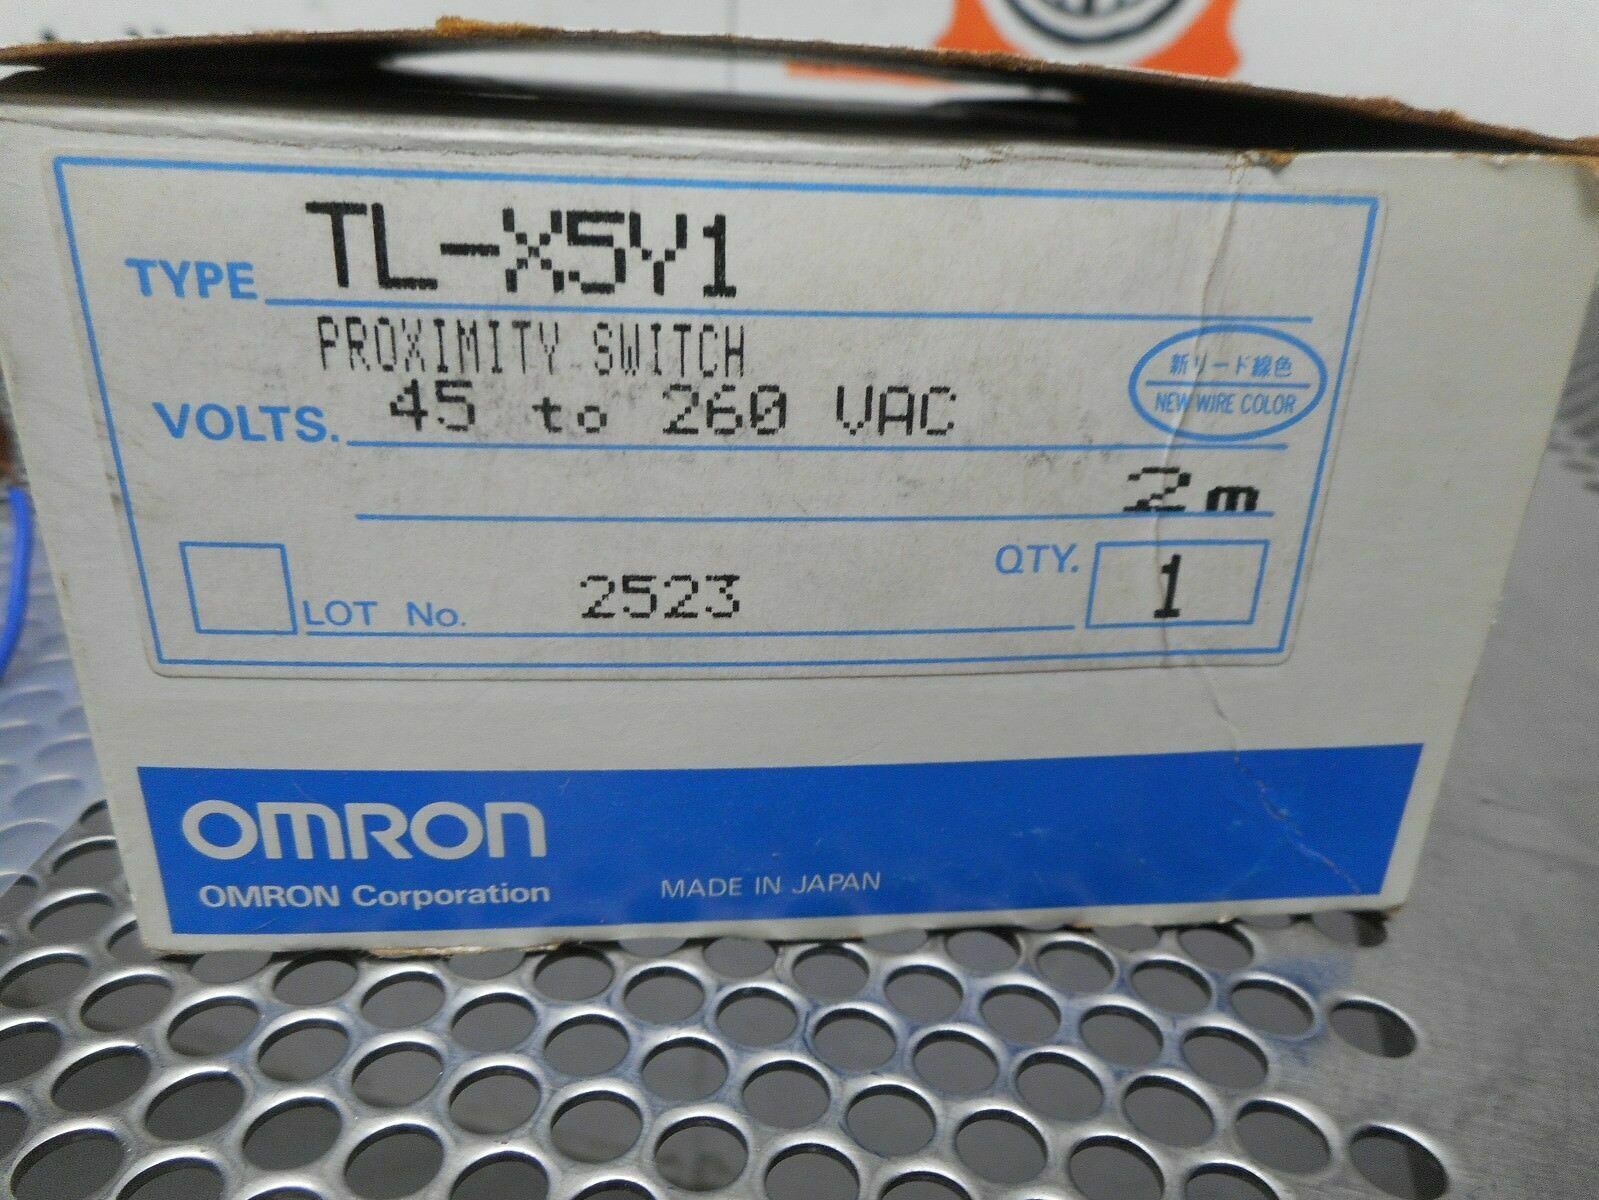 TYPE TL-X5Y1
PROXIMITY SWITCH
VOLTS. 45 to 260 VAC
新リード線色
NEW WIRE COLOR
2m
LOT No. 2523
QTY. 1
OMRON
OMRON Corporation
MADE IN JAPAN